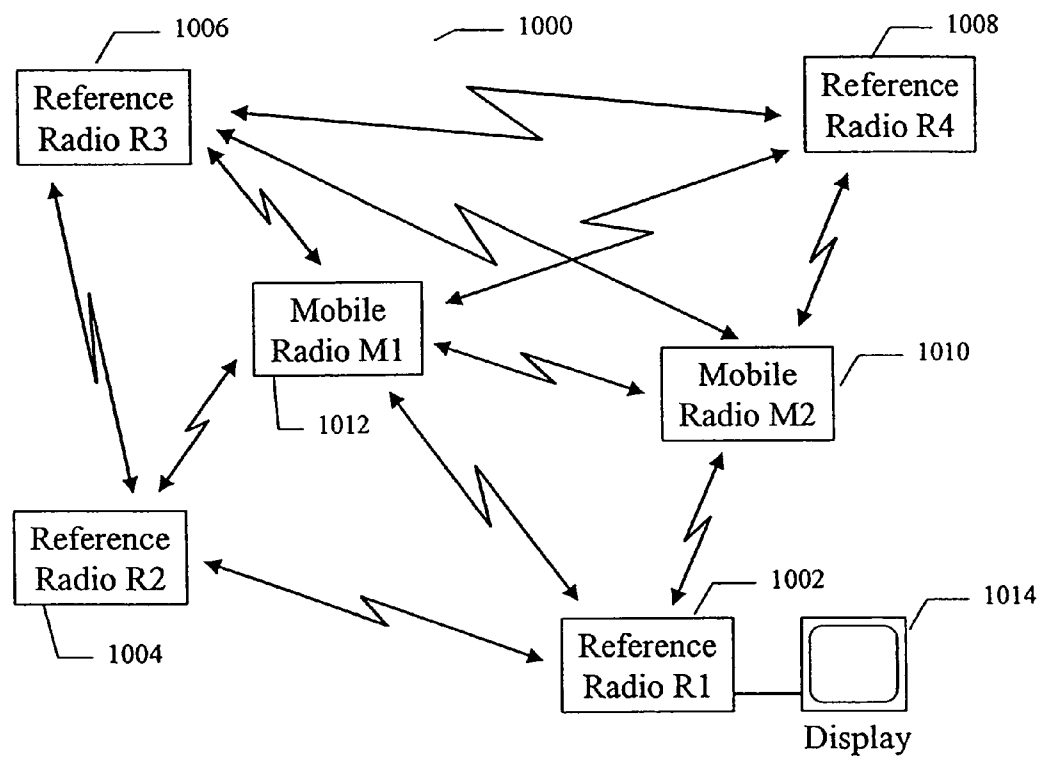 1006
1000
1008
Reference
Radio R3
Reference
Radio R4
Mobile
Radio M1
1010
Mobile
Radio M2
1012
Reference
Radio R2
1002
1014
1004
Reference
Radio R1
Display